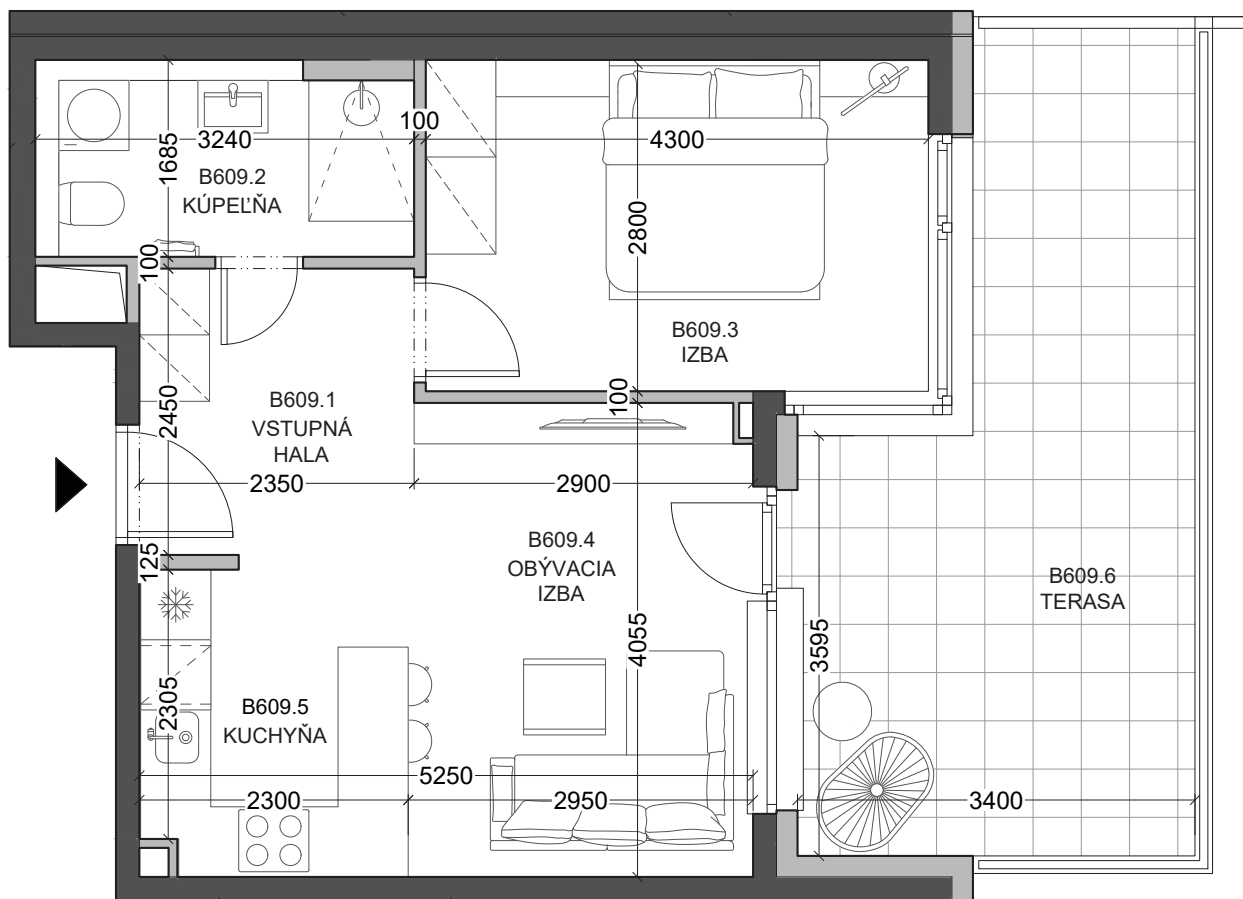 3240
100
4300
1685
B609.2
KÚPEĽŇA
2800
100
B609.3
IZBA
2450
B609.1
VSTUPNÁ
HALA
100
2350
2900
B609.4
OBÝVACIA
IZBA
125
B609.6
TERASA
4055
3595
2305
B609.5
KUCHYŇA
5250
2300
2950
3400